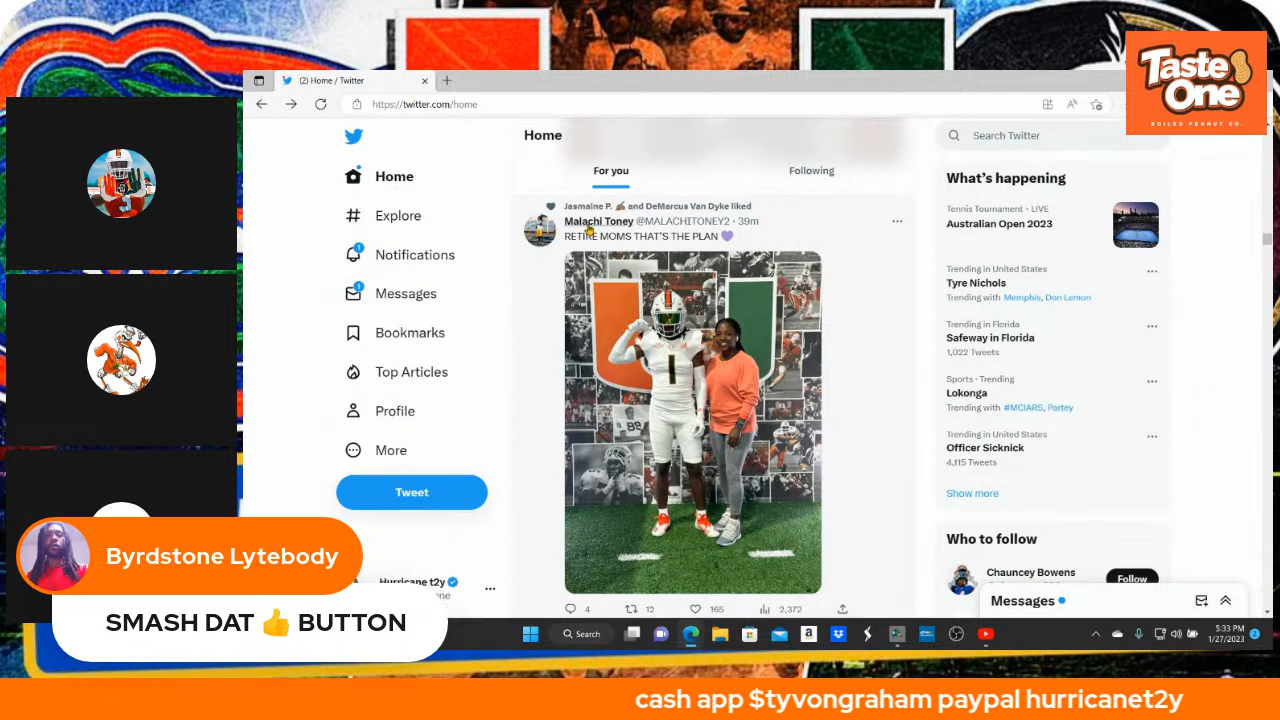 Taste One
BOILED PEANUT CO.
(2) Home / Twitter
https://twitter.com/home
Home
Explore
Notifications
Messages
Bookmarks
Top Articles
Profile
More
Tweet
Hurricane t2y
Home
For you
Following
Jasmaine P. ✍🏾 and DeMarcus Van Dyke liked
Malachi Toney @MALACHITONEY2 · 39m
RETIRE MOMS THAT'S THE PLAN 💜
1
4 12 165 2,372
Search Twitter
What's happening
Tennis Tournament · LIVE
Australian Open 2023
Trending in United States
Tyre Nichols
Trending with Memphis, Don Lemon
Trending in Florida
Safeway in Florida
1,022 Tweets
Sports · Trending
Lokonga
Trending with #MCIARS, Partey
Trending in United States
Officer Sicknick
4,115 Tweets
Show more
Who to follow
Chauncey Bowens
Follow
Messages
Byrdstone Lytebody
SMASH DAT 👍 BUTTON
Search
5:33 PM
1/27/2023
cash app $tyvongraham paypal hurricanet2y